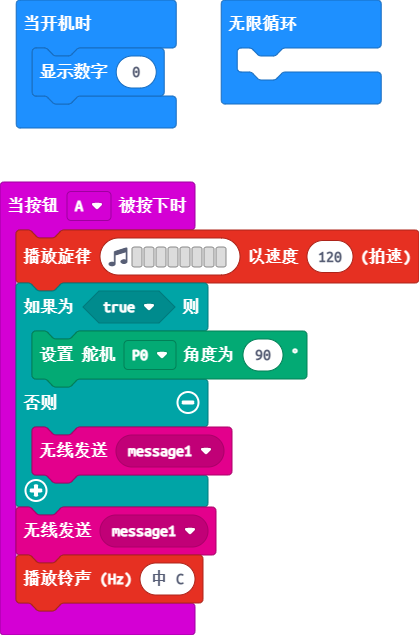 当开机时
显示数字 0
无限循环
当按钮 A 被按下时
播放旋律 以速度 120 (拍速)
如果为 true 则
设置 舵机 P0 角度为 90 °
否则
无线发送 message1
无线发送 message1
播放铃声 (Hz) 中 C